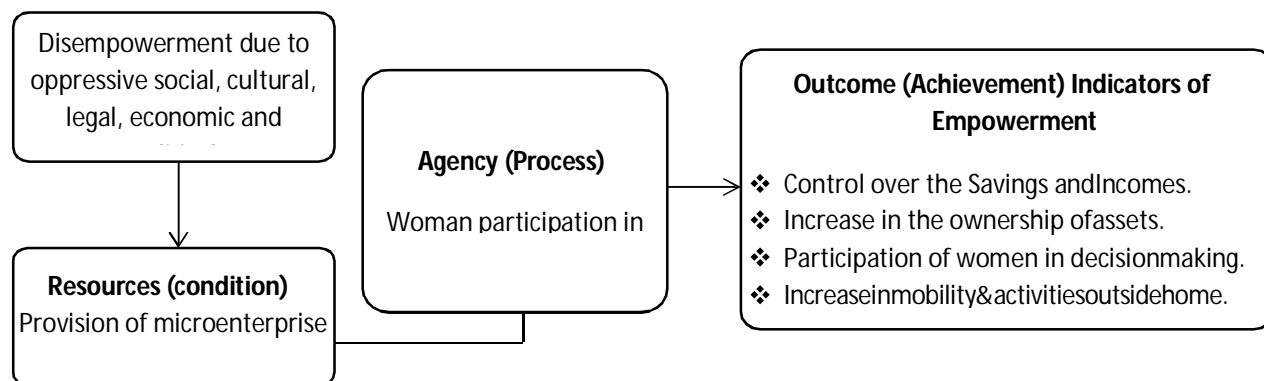 Disempowerment due to
oppressive social, cultural,
legal, economic and
Resources (condition)
Provision of microenterprise
Agency (Process)
Woman participation in
Outcome (Achievement) Indicators of
Empowerment
❖ Control over the Savings andIncomes.
❖ Increase in the ownership ofassets.
❖ Participation of women in decisionmaking.
❖ Increaseinmobility&activitiesoutsidehome.